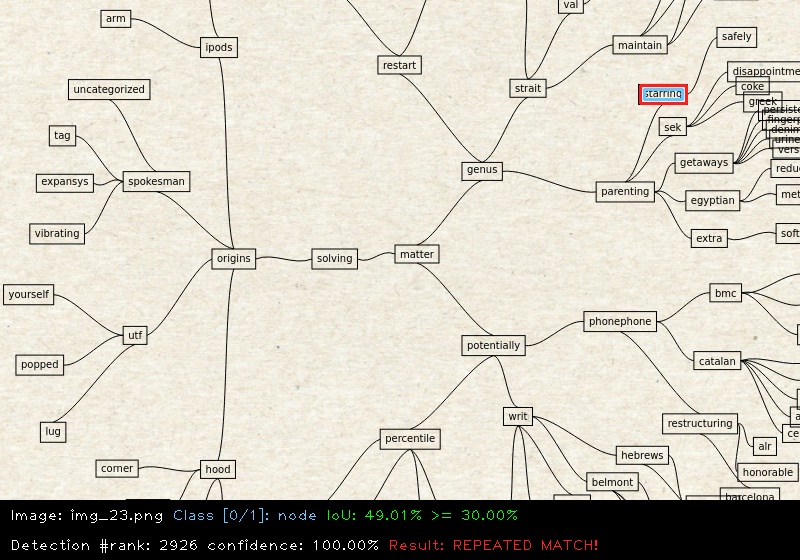 val
arm
safely
maintain
ipods
restart
disappointme
coke
uncategorized
strait
starring
greek
persiste
fingerp
sek
denim
tag
urine
vers
getaways
genus
reduc
expansys
spokesman
parenting
met
egyptian
vibrating
soft
extra
matter
origins
solving
yourself
bmc
phonephone
utf
potentially
popped
catalan
writ
restructuring
ce
lug
percentile
alr
hebrews
corner
hood
honorable
belmont
barcelona
Image: img_23.png Class [0/1]: node IoU: 49.01% >= 30.00%
Detection #rank: 2926 confidence: 100.00% Result: REPEATED MATCH!